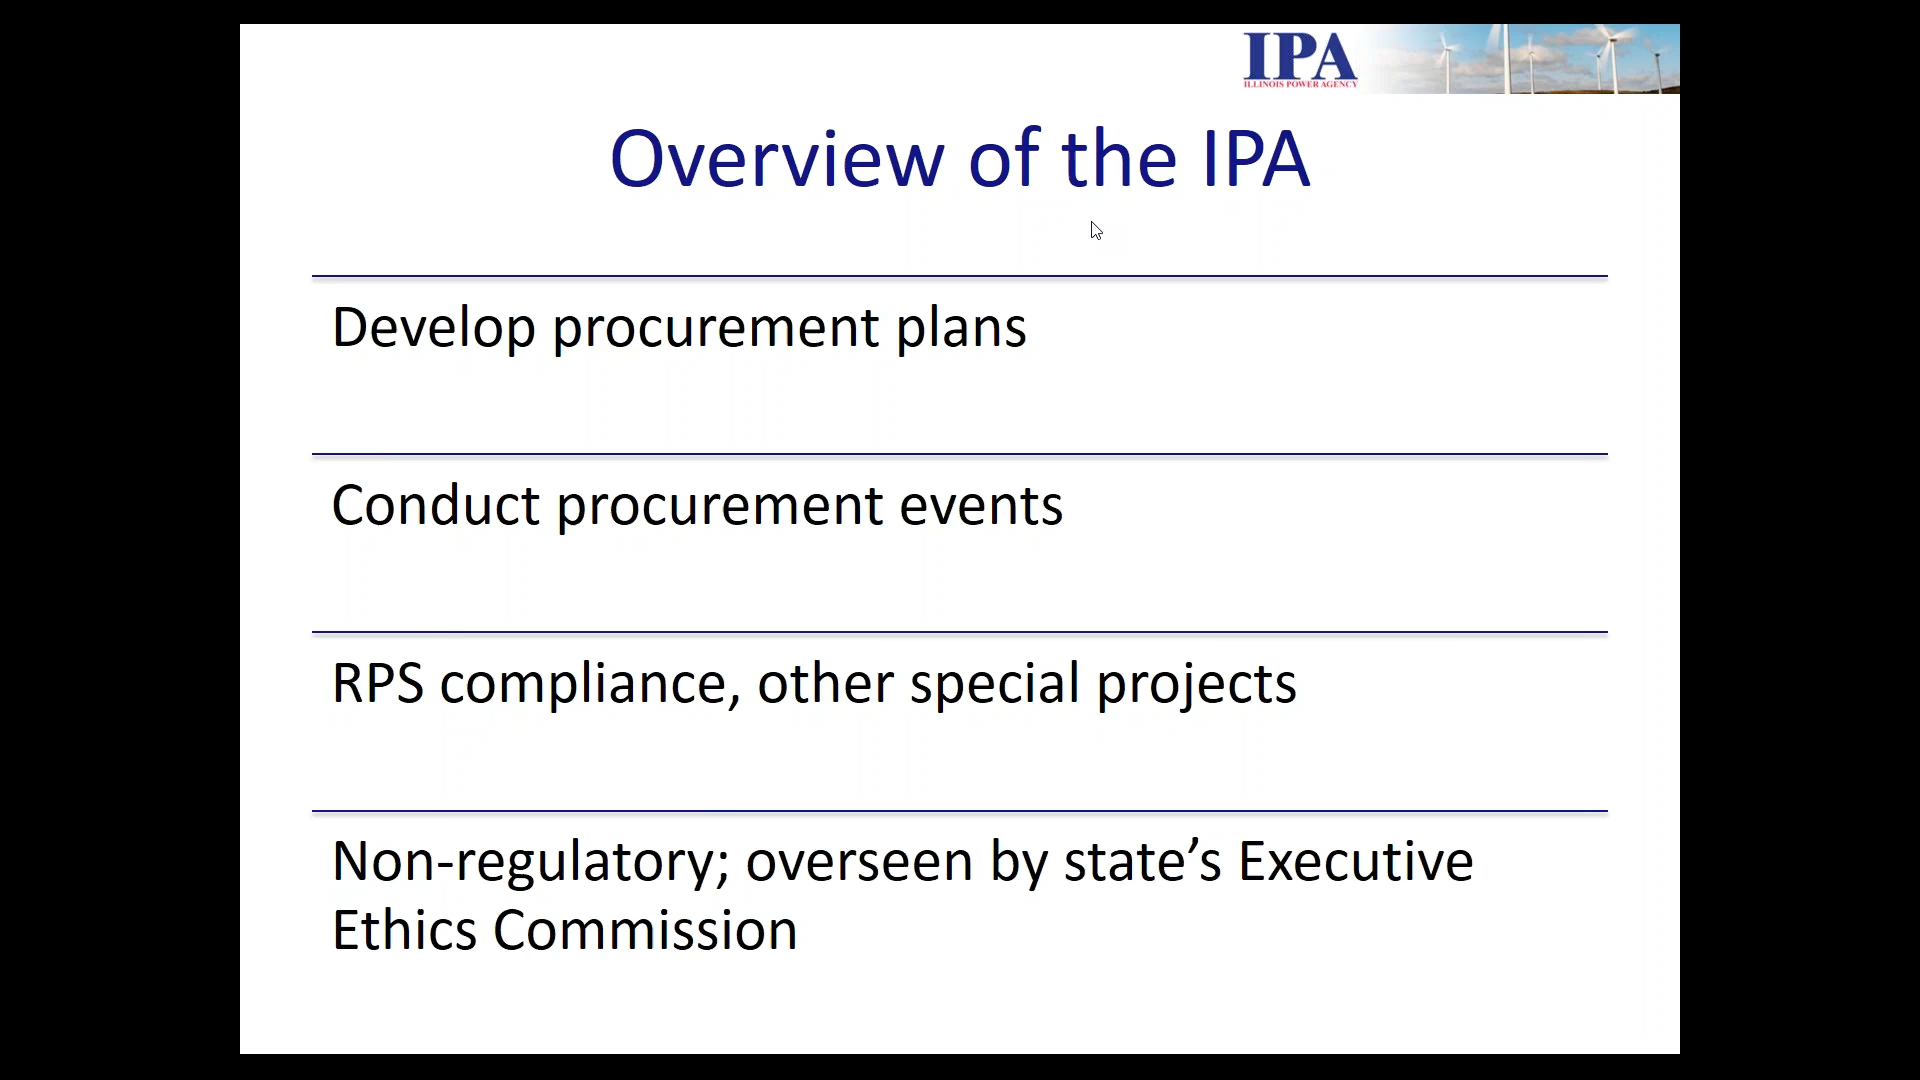 IPA
ILLINOIS POWER AGENCY
Overview of the IPA
Develop procurement plans
Conduct procurement events
RPS compliance, other special projects
Non-regulatory; overseen by state’s Executive
Ethics Commission